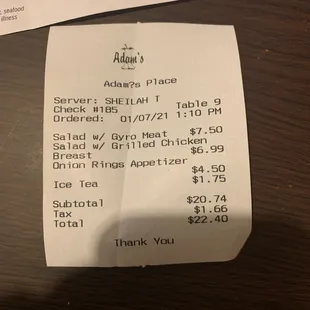 seafood
illness
Adam's
Adam?s Place
Server: SHEILAH T
Check #185 Table 9
Ordered: 01/07/21 1:10 PM
Salad w/ Gyro Meat $7.50
Salad w/ Grilled Chicken
Breast $6.99
Onion Rings Appetizer
$4.50
Ice Tea $1.75
Subtotal $20.74
Tax $1.66
Total $22.40
Thank You